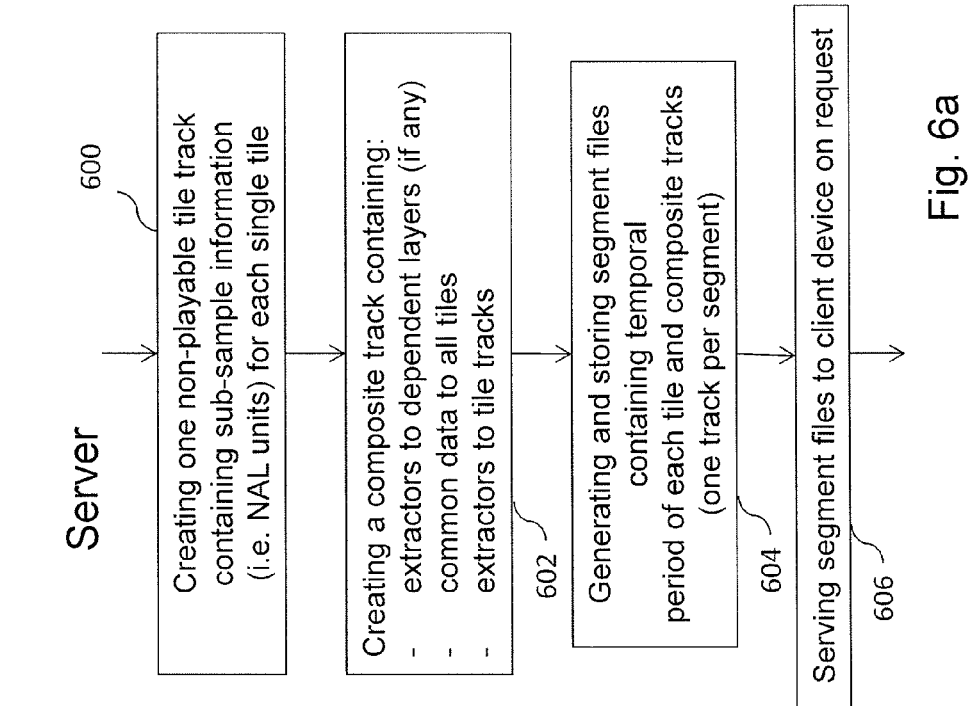 Server
600
Creating one non-playable tile track
containing sub-sample information
(i.e. NAL units) for each single tile
Creating a composite track containing:
- extractors to dependent layers (if any)
- common data to all tiles
- extractors to tile tracks
602
Generating and storing segment files
containing temporal
period of each tile and composite tracks
(one track per segment)
604
Serving segment files to client device on request
606
Fig. 6a